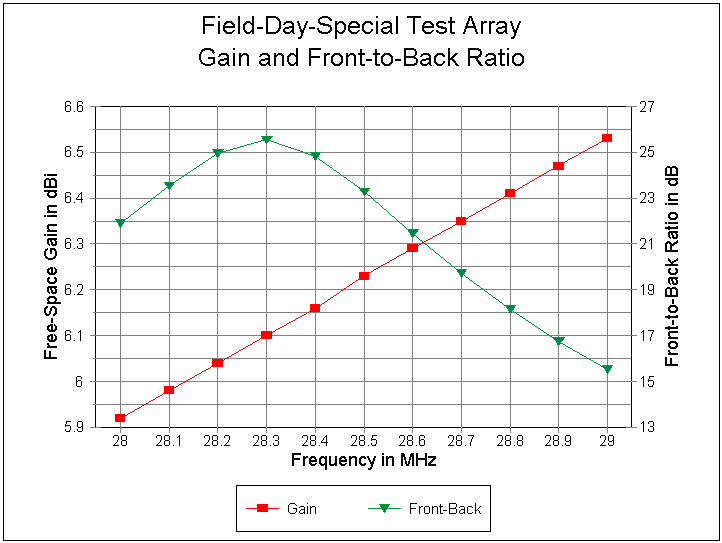 Field-Day-Special Test Array
Gain and Front-to-Back Ratio
Free-Space Gain in dBi
6.6
6.5
6.4
6.3
6.2
6.1
6
5.9
27
25
23
21
19
17
15
13
Front-to-Back Ratio in dB
28 28.1 28.2 28.3 28.4 28.5 28.6 28.7 28.8 28.9 29
Frequency in MHz
Gain Front-Back